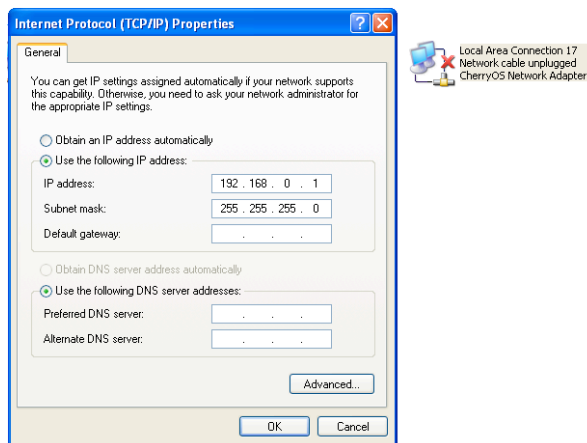 Internet Protocol (TCP/IP) Properties
General
You can get IP settings assigned automatically if your network supports
this capability. Otherwise, you need to ask your network administrator for
the appropriate IP settings.
Obtain an IP address automatically
Use the following IP address:
IP address: 192 . 168 . 0 . 1
Subnet mask: 255 . 255 . 255 . 0
Default gateway: . . .
Obtain DNS server address automatically
Use the following DNS server addresses:
Preferred DNS server: . . .
Alternate DNS server: . . .
Advanced...
OK Cancel
Local Area Connection 17
Network cable unplugged
CherryOS Network Adapter